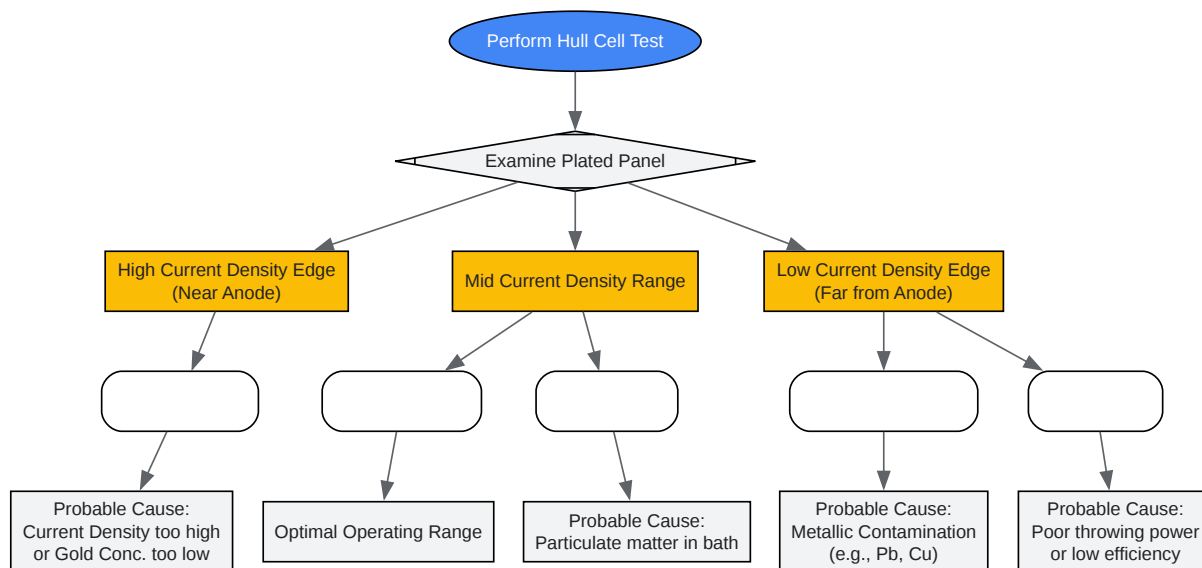 Perform Hull Cell Test
Examine Plated Panel
High Current Density Edge
(Near Anode)
Mid Current Density Range
Low Current Density Edge
(Far from Anode)
Probable Cause:
Current Density too high
or Gold Conc. too low
Optimal Operating Range
Probable Cause:
Particulate matter in bath
Probable Cause:
Metallic Contamination
(e.g., Pb, Cu)
Probable Cause:
Poor throwing power
or low efficiency